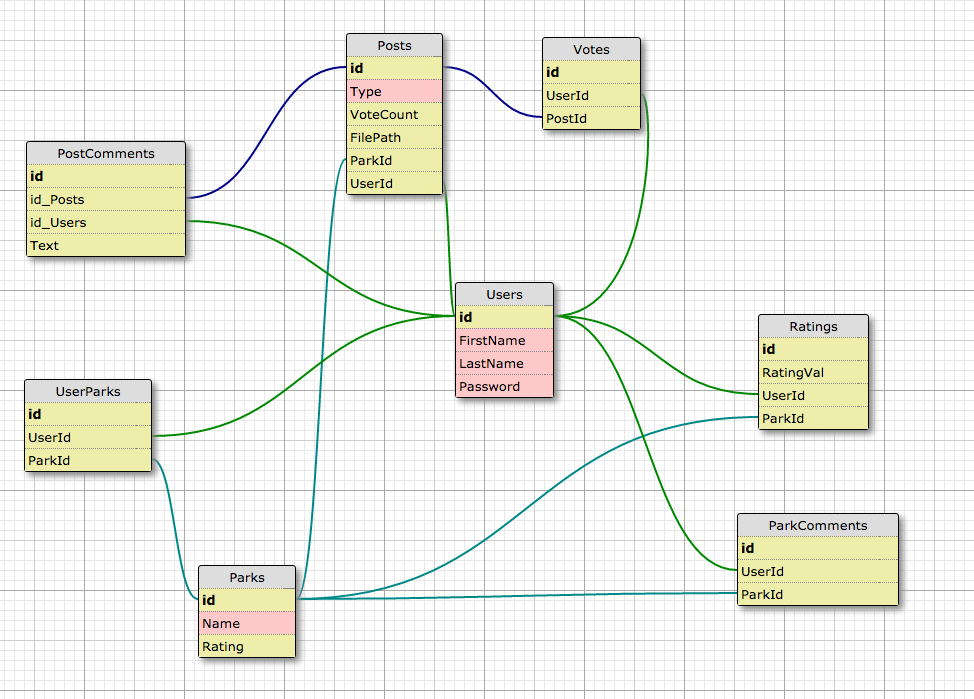 Posts
id
Type
VoteCount
FilePath
ParkId
UserId
Votes
id
UserId
PostId
PostComments
id
id_Posts
id_Users
Text
Users
id
FirstName
LastName
Password
Ratings
id
RatingVal
UserId
ParkId
UserParks
id
UserId
ParkId
ParkComments
id
UserId
ParkId
Parks
id
Name
Rating